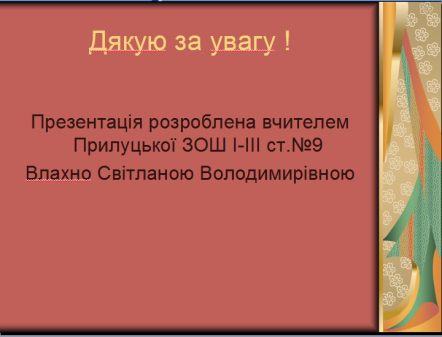 Дякую за увагу !
Презентація розроблена вчителем
Прилуцької ЗОШ І-ІІІ ст.№9
Влахно Світланою Володимирівною